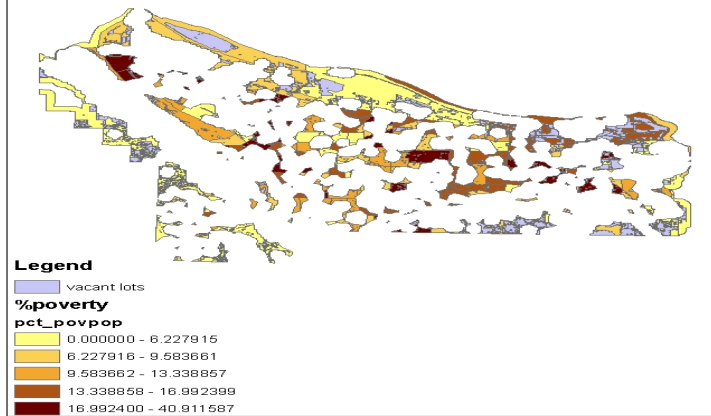 Legend
vacant lots
%poverty
pct_povpop
0.000000 - 6.227915
6.227916 - 9.583661
9.583662 - 13.338857
13.338858 - 16.992399
16.992400 - 40.911587